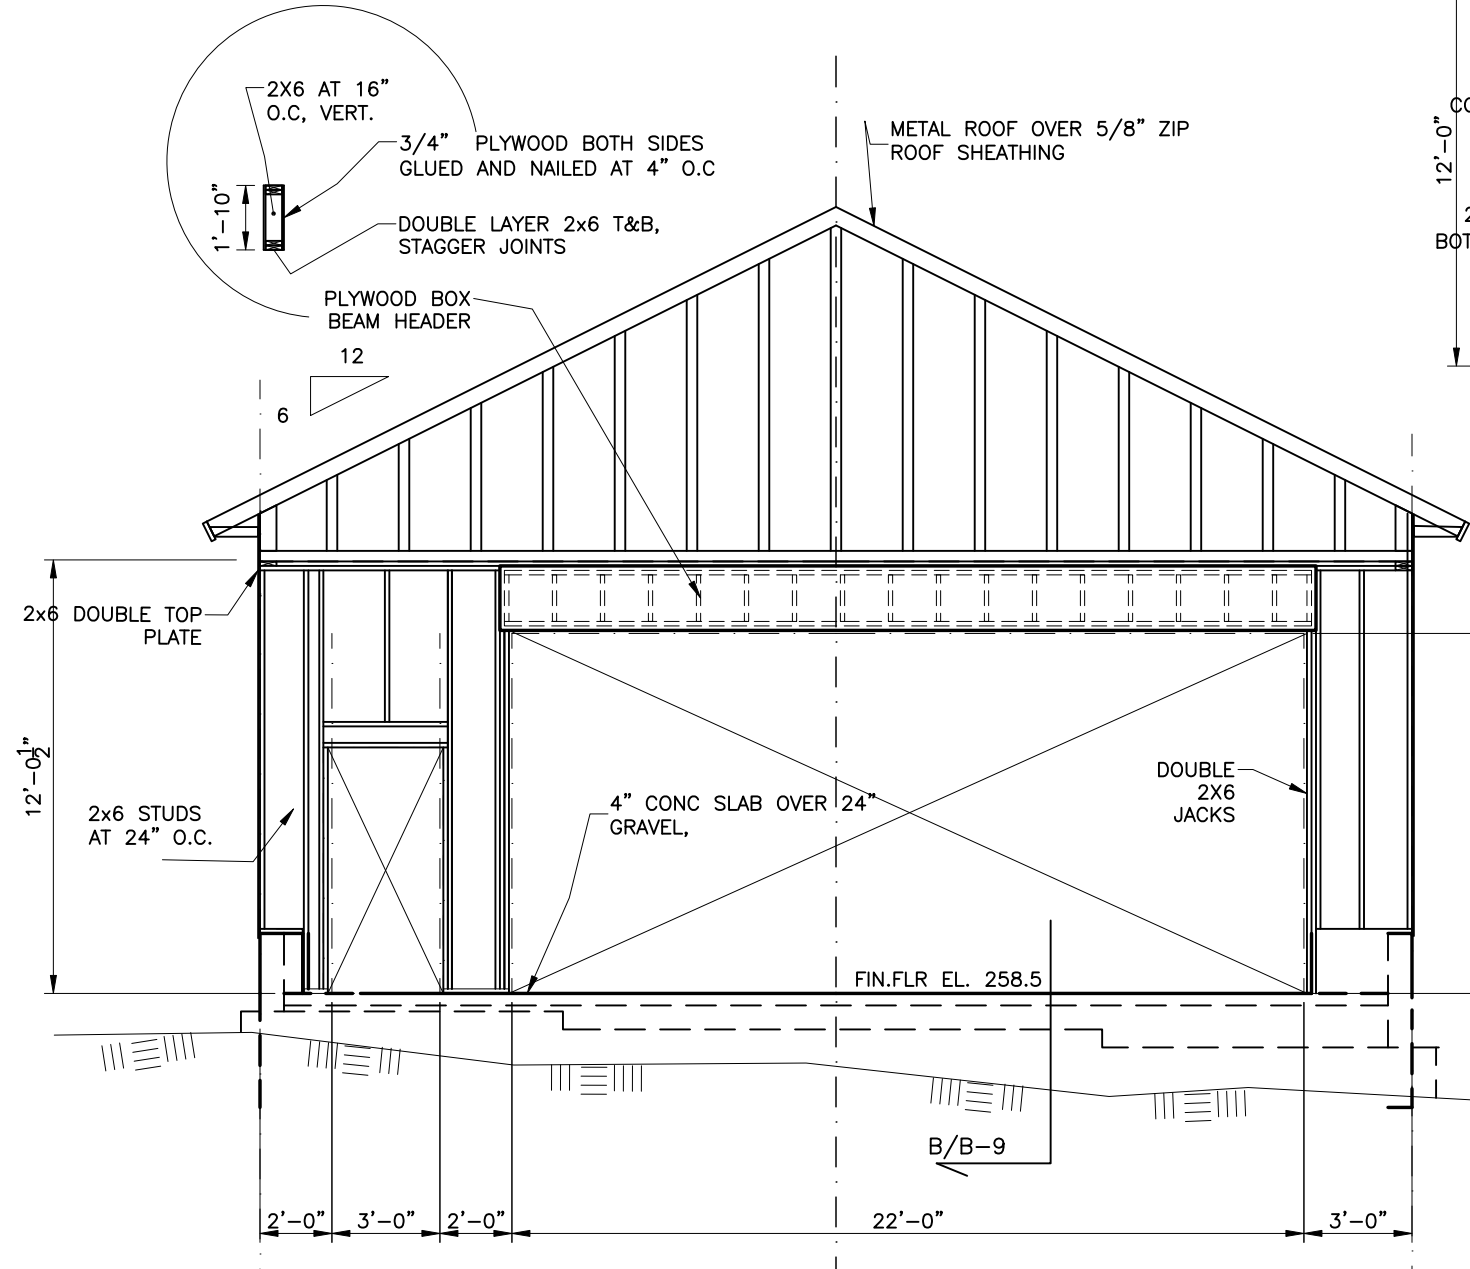 2X6 AT 16”
O.C, VERT.
3/4” PLYWOOD BOTH SIDES
GLUED AND NAILED AT 4” O.C
1’-10”
DOUBLE LAYER 2x6 T&B,
STAGGER JOINTS
METAL ROOF OVER 5/8” ZIP
ROOF SHEATHING
CO
12’-0”
2
BOT
PLYWOOD BOX
BEAM HEADER
12
6
2x6 DOUBLE TOP
PLATE
12’-0½”
2x6 STUDS
AT 24” O.C.
4” CONC SLAB OVER 24”
GRAVEL,
DOUBLE
2X6
JACKS
FIN.FLR EL. 258.5
B/B-9
2’-0”
3’-0”
2’-0”
22’-0”
3’-0”